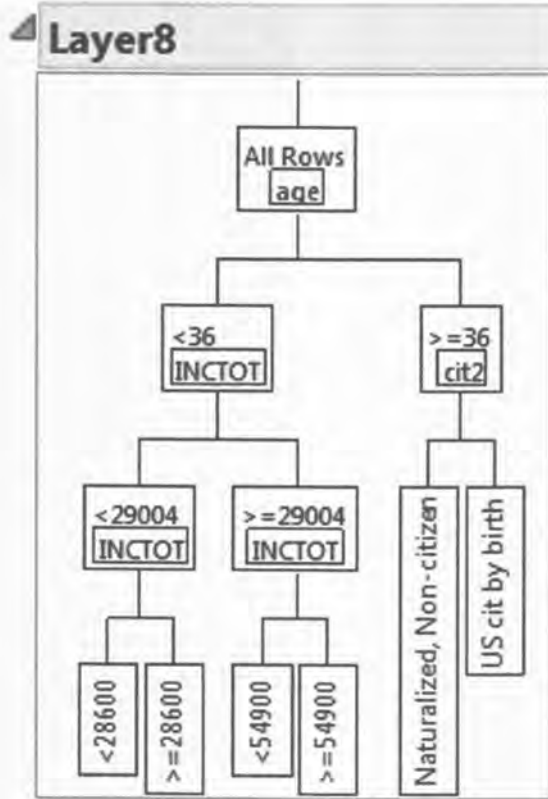 Layer8
All Rows
age
<36
INCTOT
>=36
cit2
<29004
INCTOT
>=29004
INCTOT
<28600
>=28600
<54900
>=54900
Naturalized, Non-citizen
US cit by birth